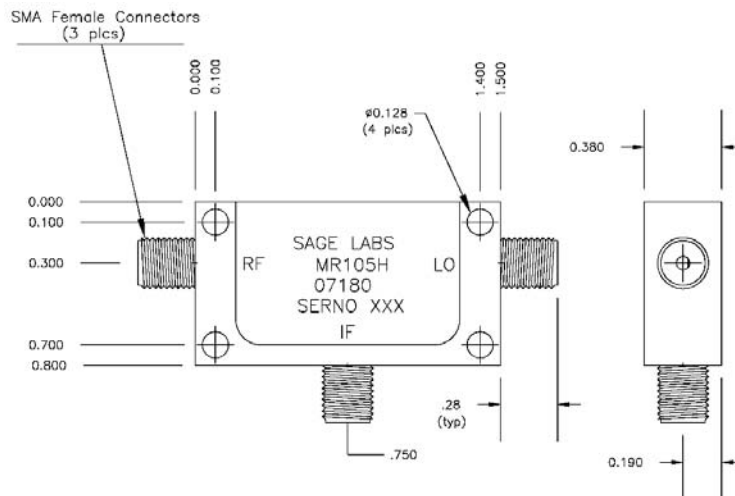 SMA Female Connectors
(3 plcs)
0.000
0.100
1.400
1.500
ø0.128
(4 plcs)
0.380
0.000
0.100
0.300
0.700
0.800
SAGE LABS
RF MR105H LO
07180
SERNO XXX
IF
.28
(typ)
.750
0.190